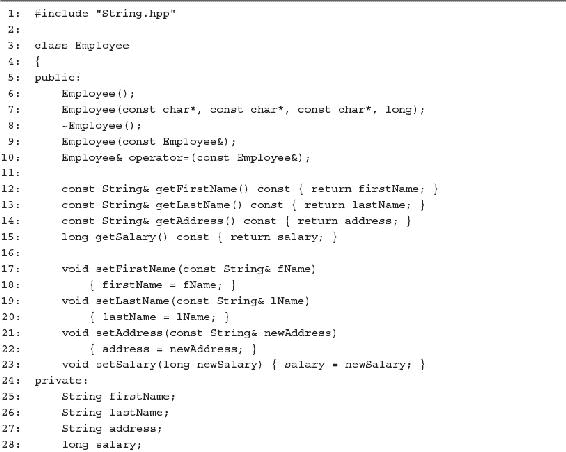 1: #include "String.hpp"
2:
3: class Employee
4: {
5: public:
6:     Employee();
7:     Employee(const char*, const char*, const char*, long);
8:     ~Employee();
9:     Employee(const Employee&);
10:     Employee& operator=(const Employee&);
11:
12:     const String& getFirstName() const { return firstName; }
13:     const String& getLastName() const { return lastName; }
14:     const String& getAddress() const { return address; }
15:     long getSalary() const { return salary; }
16:
17:     void setFirstName(const String& fName)
18:         { firstName = fName; }
19:     void setLastName(const String& lName)
20:         { lastName = lName; }
21:     void setAddress(const String& newAddress)
22:         { address = newAddress; }
23:     void setSalary(long newSalary) { salary = newSalary; }
24: private:
25:     String firstName;
26:     String lastName;
27:     String address;
28:     long salary;